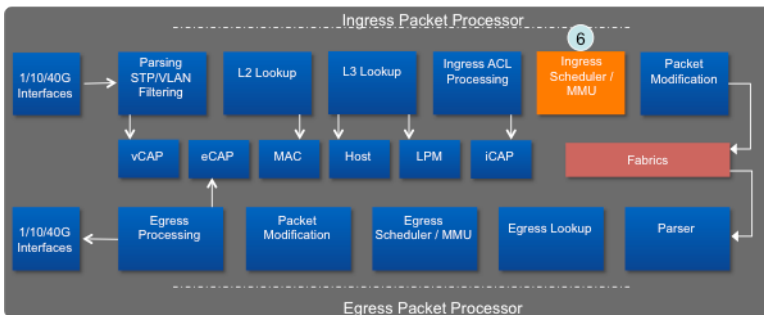 Ingress Packet Processor
6
1/10/40G
Interfaces
Parsing
STP/VLAN
Filtering
L2 Lookup
L3 Lookup
Ingress ACL
Processing
Ingress
Scheduler /
MMU
Packet
Modification
vCAP
eCAP
MAC
Host
LPM
iCAP
Fabrics
1/10/40G
Interfaces
Egress
Processing
Packet
Modification
Egress
Scheduler / MMU
Egress Lookup
Parser
Egress Packet Processor